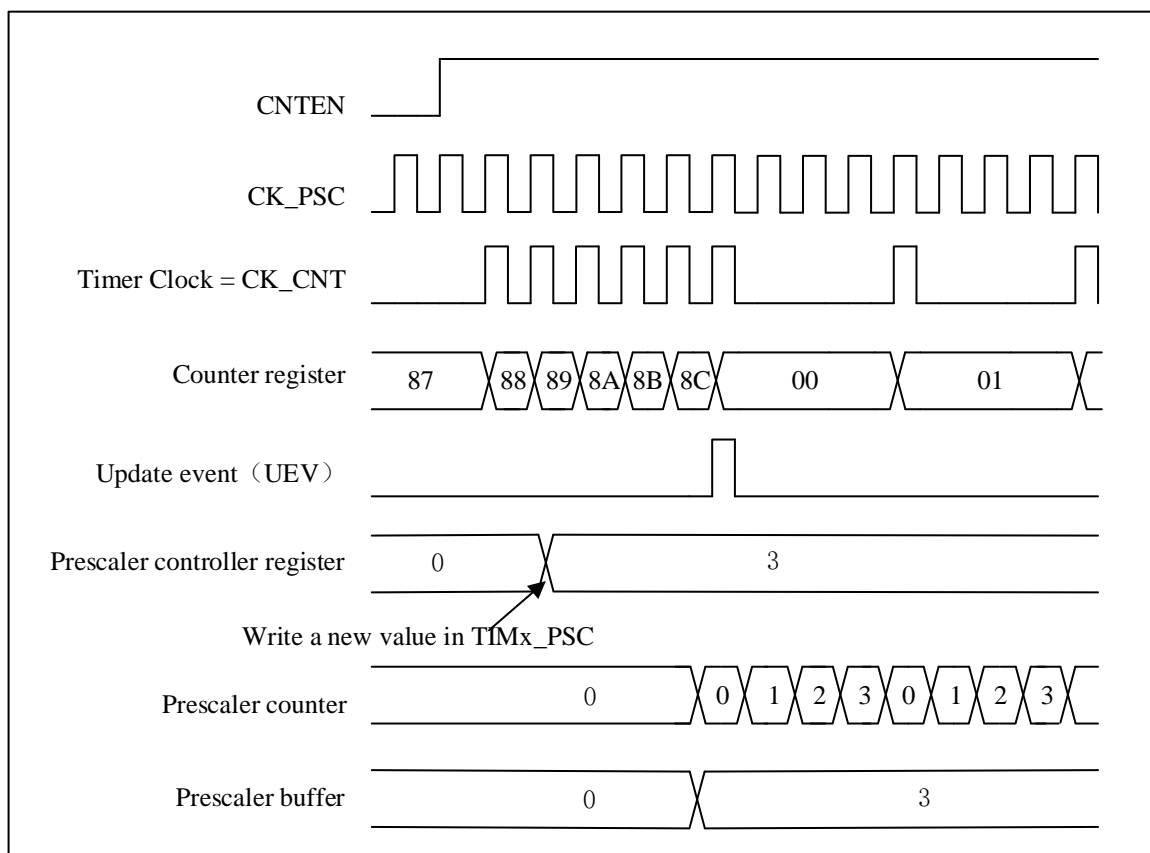 CNTEN
CK_PSC
Timer Clock = CK_CNT
Counter register
87 88 89 8A 8B 8C 00 01
Update event（UEV）
Prescaler controller register
0 3
Write a new value in TIMx_PSC
Prescaler counter
0 0 1 2 3 0 1 2 3
Prescaler buffer
0 3